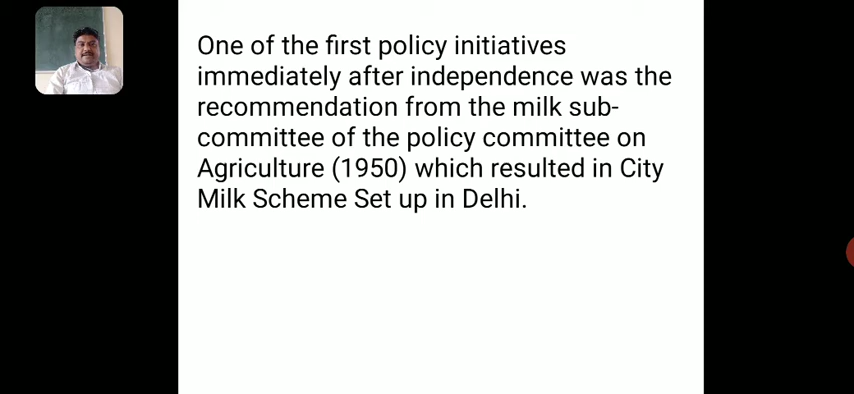 One of the first policy initiatives
immediately after independence was the
recommendation from the milk sub-
committee of the policy committee on
Agriculture (1950) which resulted in City
Milk Scheme Set up in Delhi.